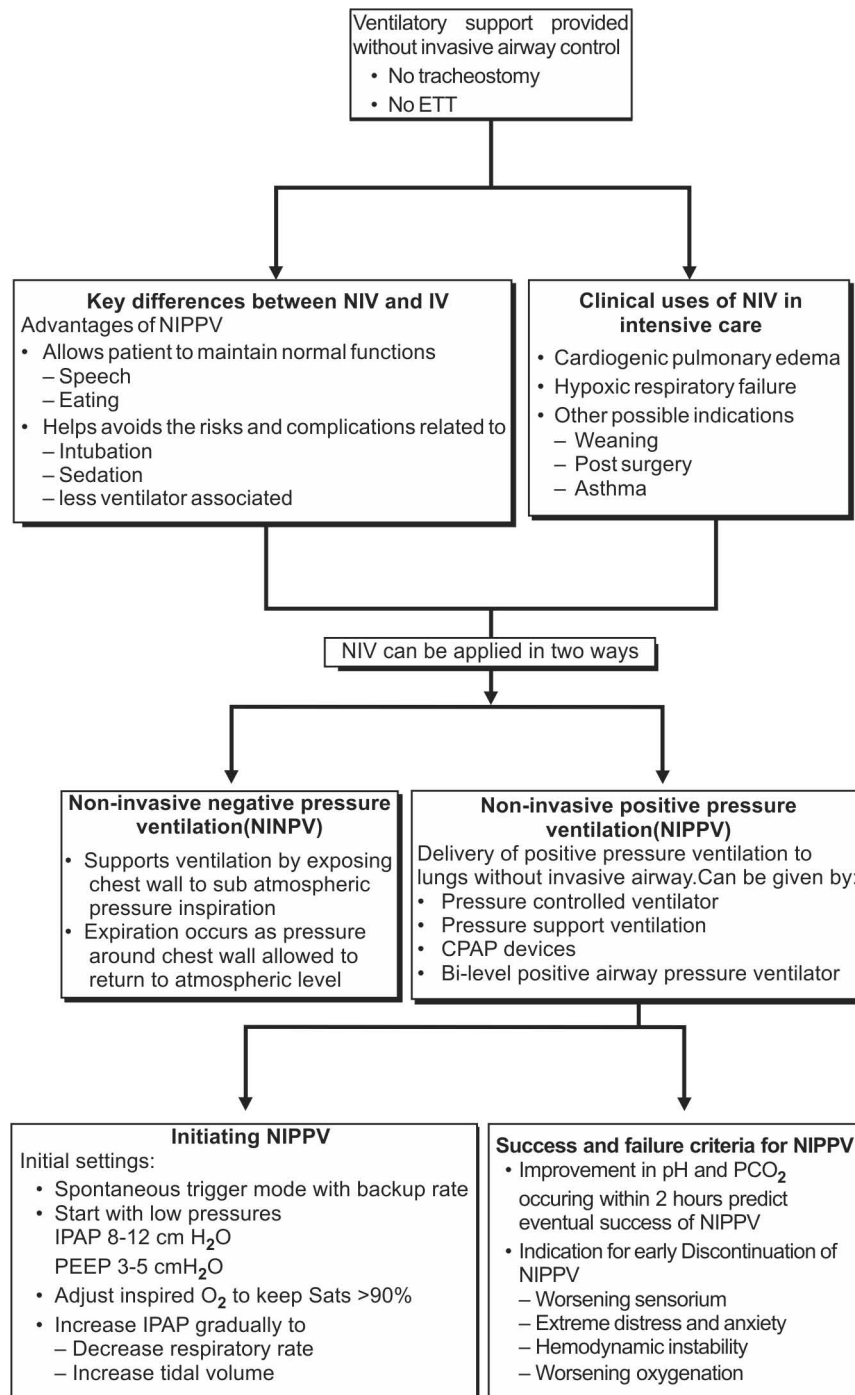 Ventilatory support provided
without invasive airway control
• No tracheostomy
• No ETT
Key differences between NIV and IV
Advantages of NIPPV
• Allows patient to maintain normal functions
– Speech
– Eating
• Helps avoids the risks and complications related to
– Intubation
– Sedation
– less ventilator associated
Clinical uses of NIV in
intensive care
• Cardiogenic pulmonary edema
• Hypoxic respiratory failure
• Other possible indications
– Weaning
– Post surgery
– Asthma
NIV can be applied in two ways
Non-invasive negative pressure
ventilation(NINPV)
• Supports ventilation by exposing
chest wall to sub atmospheric
pressure inspiration
• Expiration occurs as pressure
around chest wall allowed to
return to atmospheric level
Non-invasive positive pressure
ventilation(NIPPV)
Delivery of positive pressure ventilation to
lungs without invasive airway.Can be given by:
• Pressure controlled ventilator
• Pressure support ventilation
• CPAP devices
• Bi-level positive airway pressure ventilator
Initiating NIPPV
Initial settings:
• Spontaneous trigger mode with backup rate
• Start with low pressures
IPAP 8-12 cm H₂O
PEEP 3-5 cmH₂O
• Adjust inspired O₂ to keep Sats >90%
• Increase IPAP gradually to
– Decrease respiratory rate
– Increase tidal volume
Success and failure criteria for NIPPV
• Improvement in pH and PCO₂
occuring within 2 hours predict
eventual success of NIPPV
• Indication for early Discontinuation of
NIPPV
– Worsening sensorium
– Extreme distress and anxiety
– Hemodynamic instability
– Worsening oxygenation